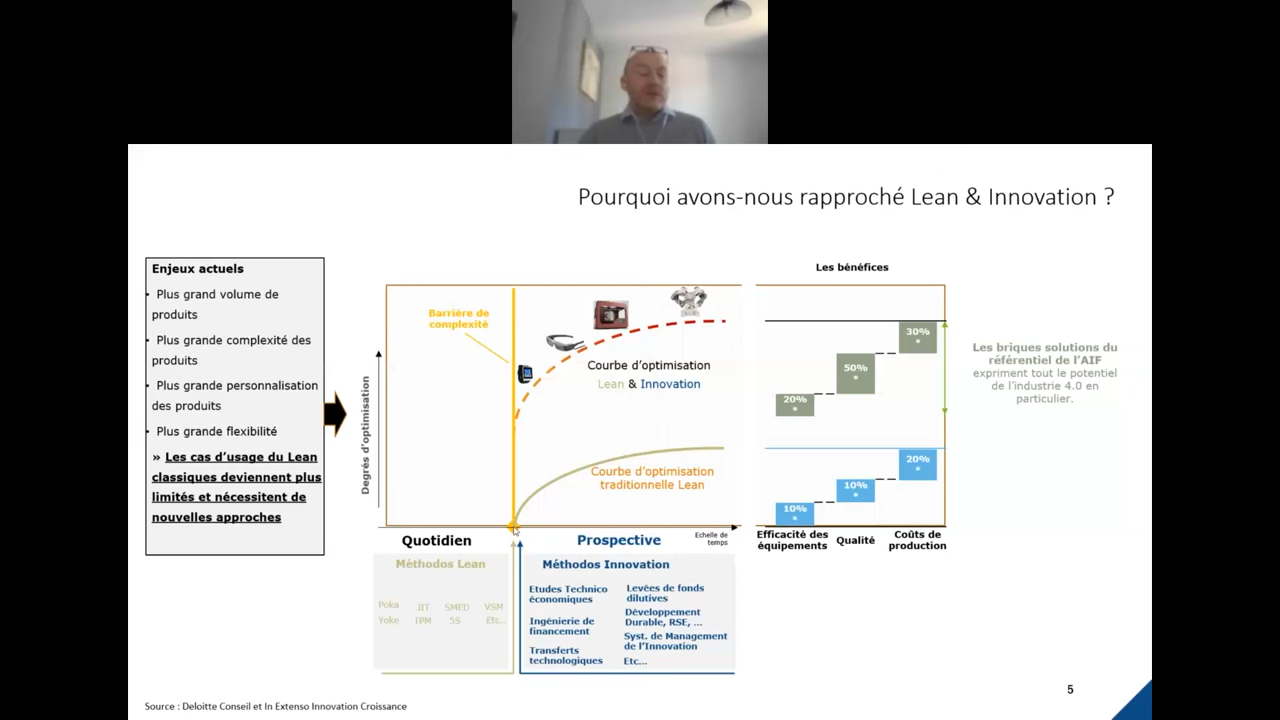 Pourquoi avons-nous rapproché Lean & Innovation ?
Enjeux actuels
• Plus grand volume de
produits
• Plus grande complexité des
produits
• Plus grande personnalisation
des produits
• Plus grande flexibilité
» Les cas d’usage du Lean
classiques deviennent plus
limités et nécessitent de
nouvelles approches
Degrés d’optimisation
Barrière de
complexité
Courbe d’optimisation
Lean & Innovation
Courbe d’optimisation
traditionnelle Lean
Quotidien
Prospective
Echelle de
temps
Méthodos Lean
Poka
Yoke
JIT
SMED
VSM
TPM
5S
Etc...
Méthodos Innovation
Etudes Technico
économiques
Ingénierie de
financement
Transferts
technologiques
Levées de fonds
dilutives
Développement
Durable, RSE, ...
Syst. de Management
de l’Innovation
Etc...
Les bénéfices
20%
*
50%
*
30%
*
10%
*
10%
*
20%
*
Efficacité des
équipements
Qualité
Coûts de
production
Les briques solutions du
référentiel de l’AIF
expriment tout le potentiel
de l’industrie 4.0 en
particulier.
5
Source : Deloitte Conseil et In Extenso Innovation Croissance